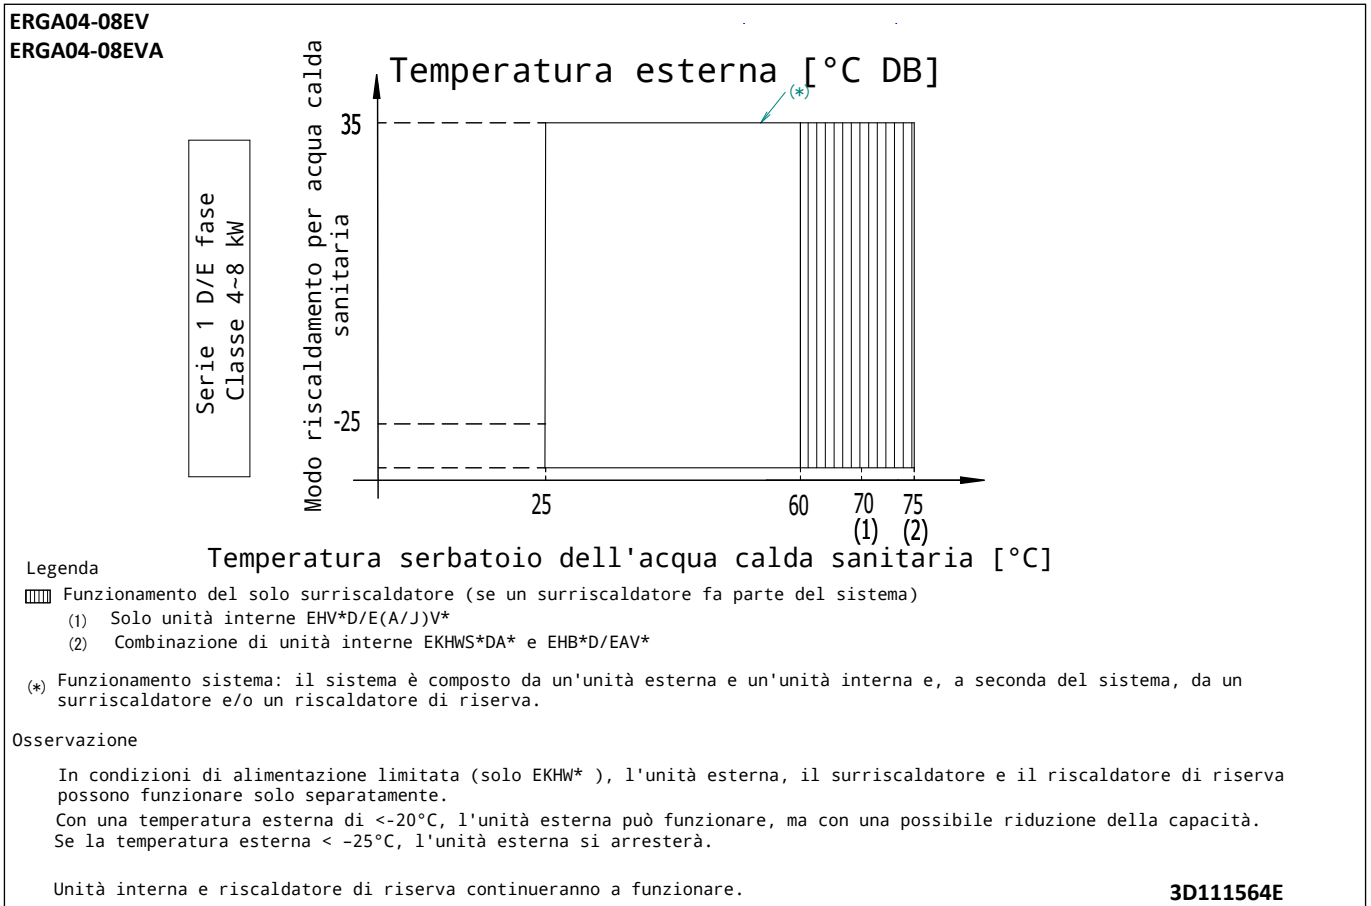 ERGA04-08EV
ERGA04-08EVA
Serie 1 D/E fase
Classe 4~8 kW
Modo riscaldamento per acqua calda
sanitaria
Temperatura esterna [°C DB]
(*)
35
-25
25
60
70
75
(1)
(2)
Temperatura serbatoio dell'acqua calda sanitaria [°C]
Legenda
Funzionamento del solo surriscaldatore (se un surriscaldatore fa parte del sistema)
(1) Solo unità interne EHV*D/E(A/J)V*
(2) Combinazione di unità interne EKHWS*DA* e EHB*D/EAV*
(*) Funzionamento sistema: il sistema è composto da un'unità esterna e un'unità interna e, a seconda del sistema, da un
surriscaldatore e/o un riscaldatore di riserva.
Osservazione
In condizioni di alimentazione limitata (solo EKHW* ), l'unità esterna, il surriscaldatore e il riscaldatore di riserva
possono funzionare solo separatamente.
Con una temperatura esterna di <-20°C, l'unità esterna può funzionare, ma con una possibile riduzione della capacità.
Se la temperatura esterna < –25°C, l'unità esterna si arresterà.
Unità interna e riscaldatore di riserva continueranno a funzionare.
3D111564E